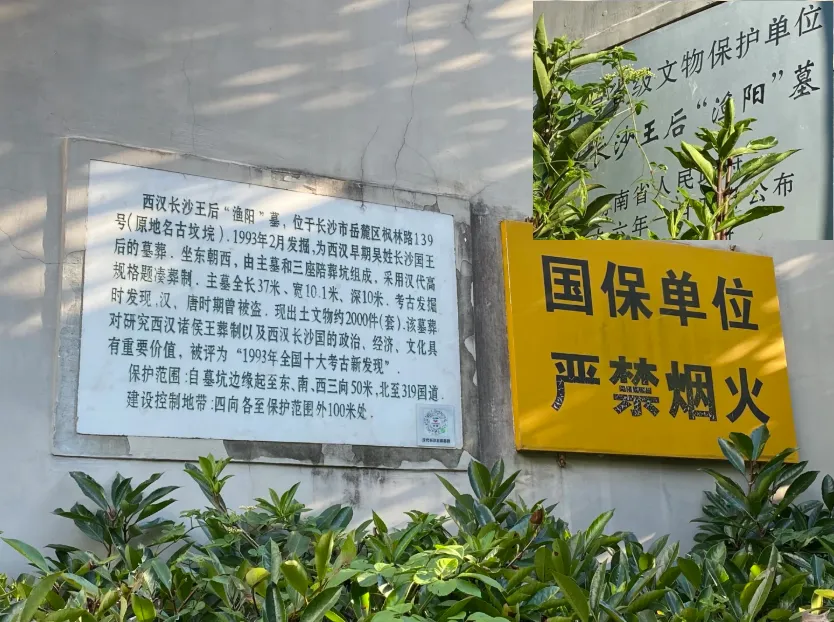 西汉长沙王后“渔阳”墓，位于长沙市岳麓区枫林路139
号(原地名古坟垸).1993年2月发掘,为西汉早期吴姓长沙国王
后的墓葬. 坐东朝西, 由主墓和三座陪葬坑组成, 采用汉代高
规格题凑葬制. 主墓全长37米、宽10.1米、深10米. 考古发掘
时发现,汉、唐时期曾被盗. 现出土文物约2000件(套).该墓葬
对研究西汉诸侯王葬制以及西汉长沙国的政治、经济、文化具
有重要价值, 被评为“1993年全国十大考古新发现”.
保护范围:自墓坑边缘起至东、南、西三向50米,北至319国道.
建设控制地带:四向各至保护范围外100米处.
国保单位
严禁烟火
级文物保护单位
长沙王后“渔阳”墓
南省人民
公布
六年一